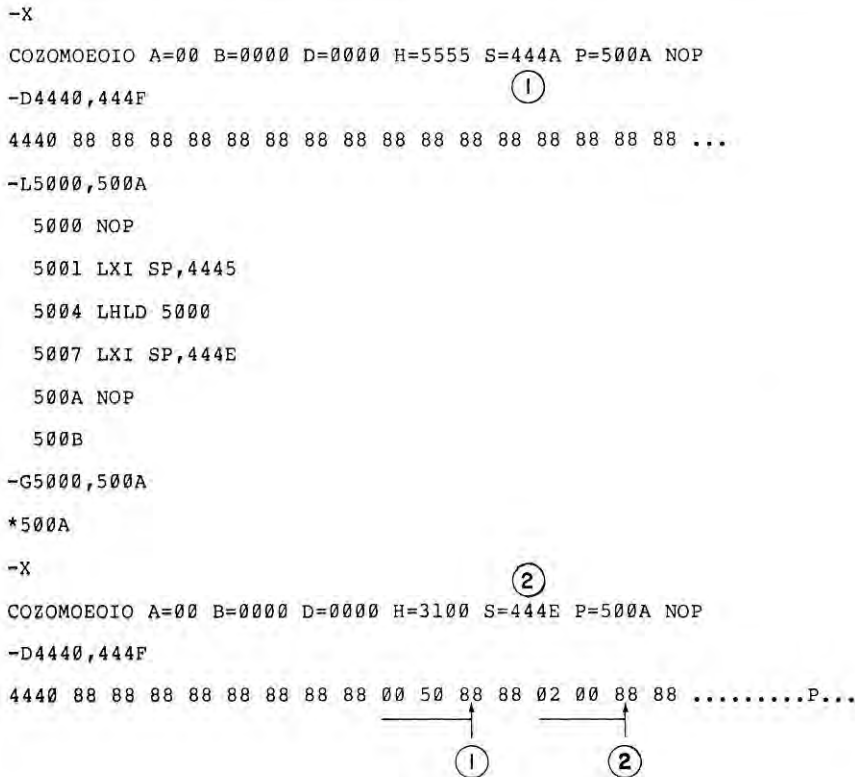 -X
COZOMOEOIO A=00 B=0000 D=0000 H=5555 S=444A P=500A NOP
①
-D4440,444F
4440 88 88 88 88 88 88 88 88 88 88 88 88 88 88 88 88 ...
-L5000,500A
5000 NOP
5001 LXI SP,4445
5004 LHLD 5000
5007 LXI SP,444E
500A NOP
500B
-G5000,500A
*500A
-X
②
COZOMOEOIO A=00 B=0000 D=0000 H=3100 S=444E P=500A NOP
-D4440,444F
4440 88 88 88 88 88 88 88 88 00 50 88 88 02 00 88 88 .........P...
① ②